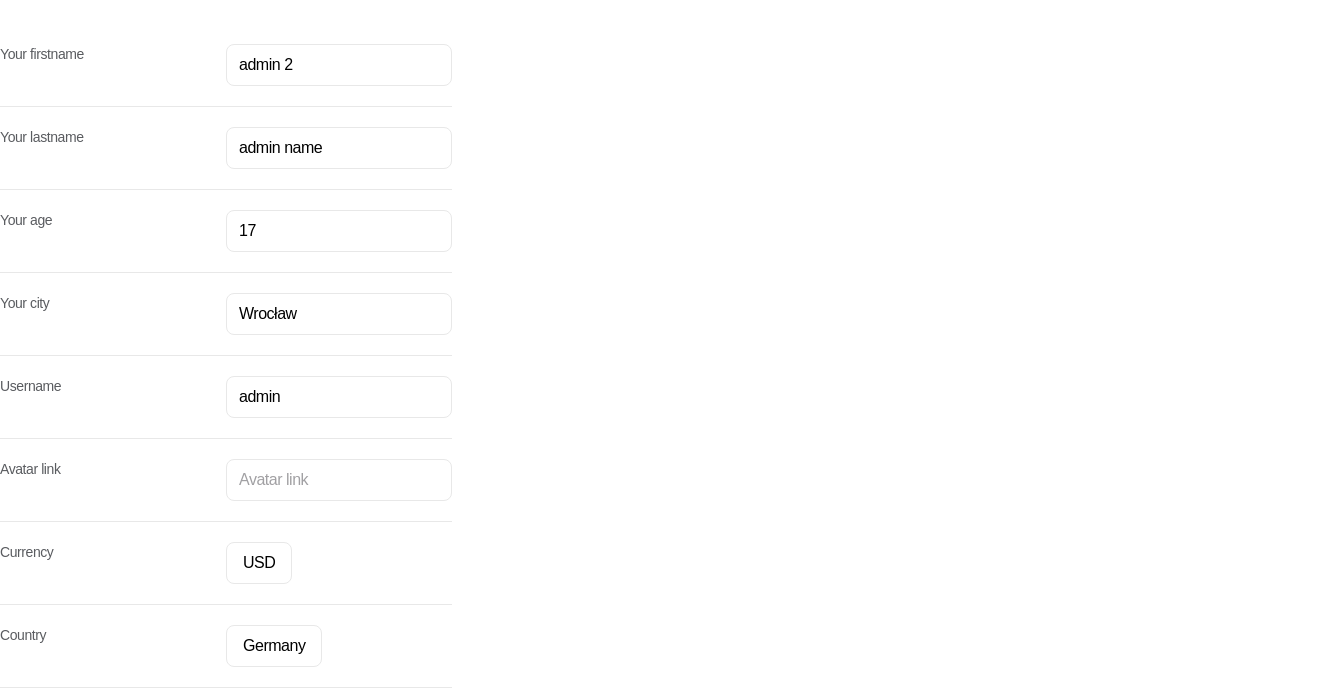 Your firstname
admin 2
Your lastname
admin name
Your age
17
Your city
Wrocław
Username
admin
Avatar link
Avatar link
Currency
USD
Country
Germany